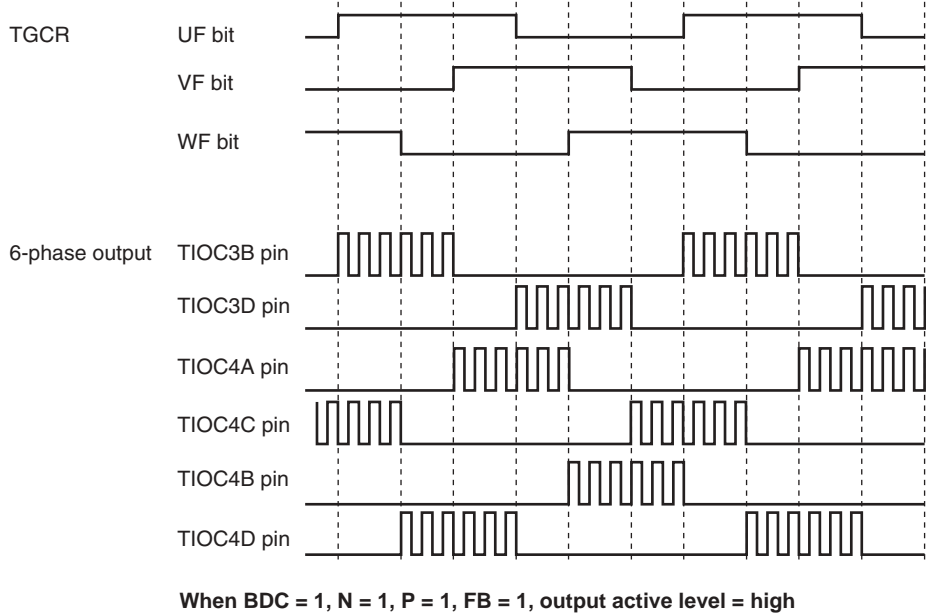 TGCR UF bit
VF bit
WF bit
6-phase output TIOC3B pin
TIOC3D pin
TIOC4A pin
TIOC4C pin
TIOC4B pin
TIOC4D pin
When BDC = 1, N = 1, P = 1, FB = 1, output active level = high